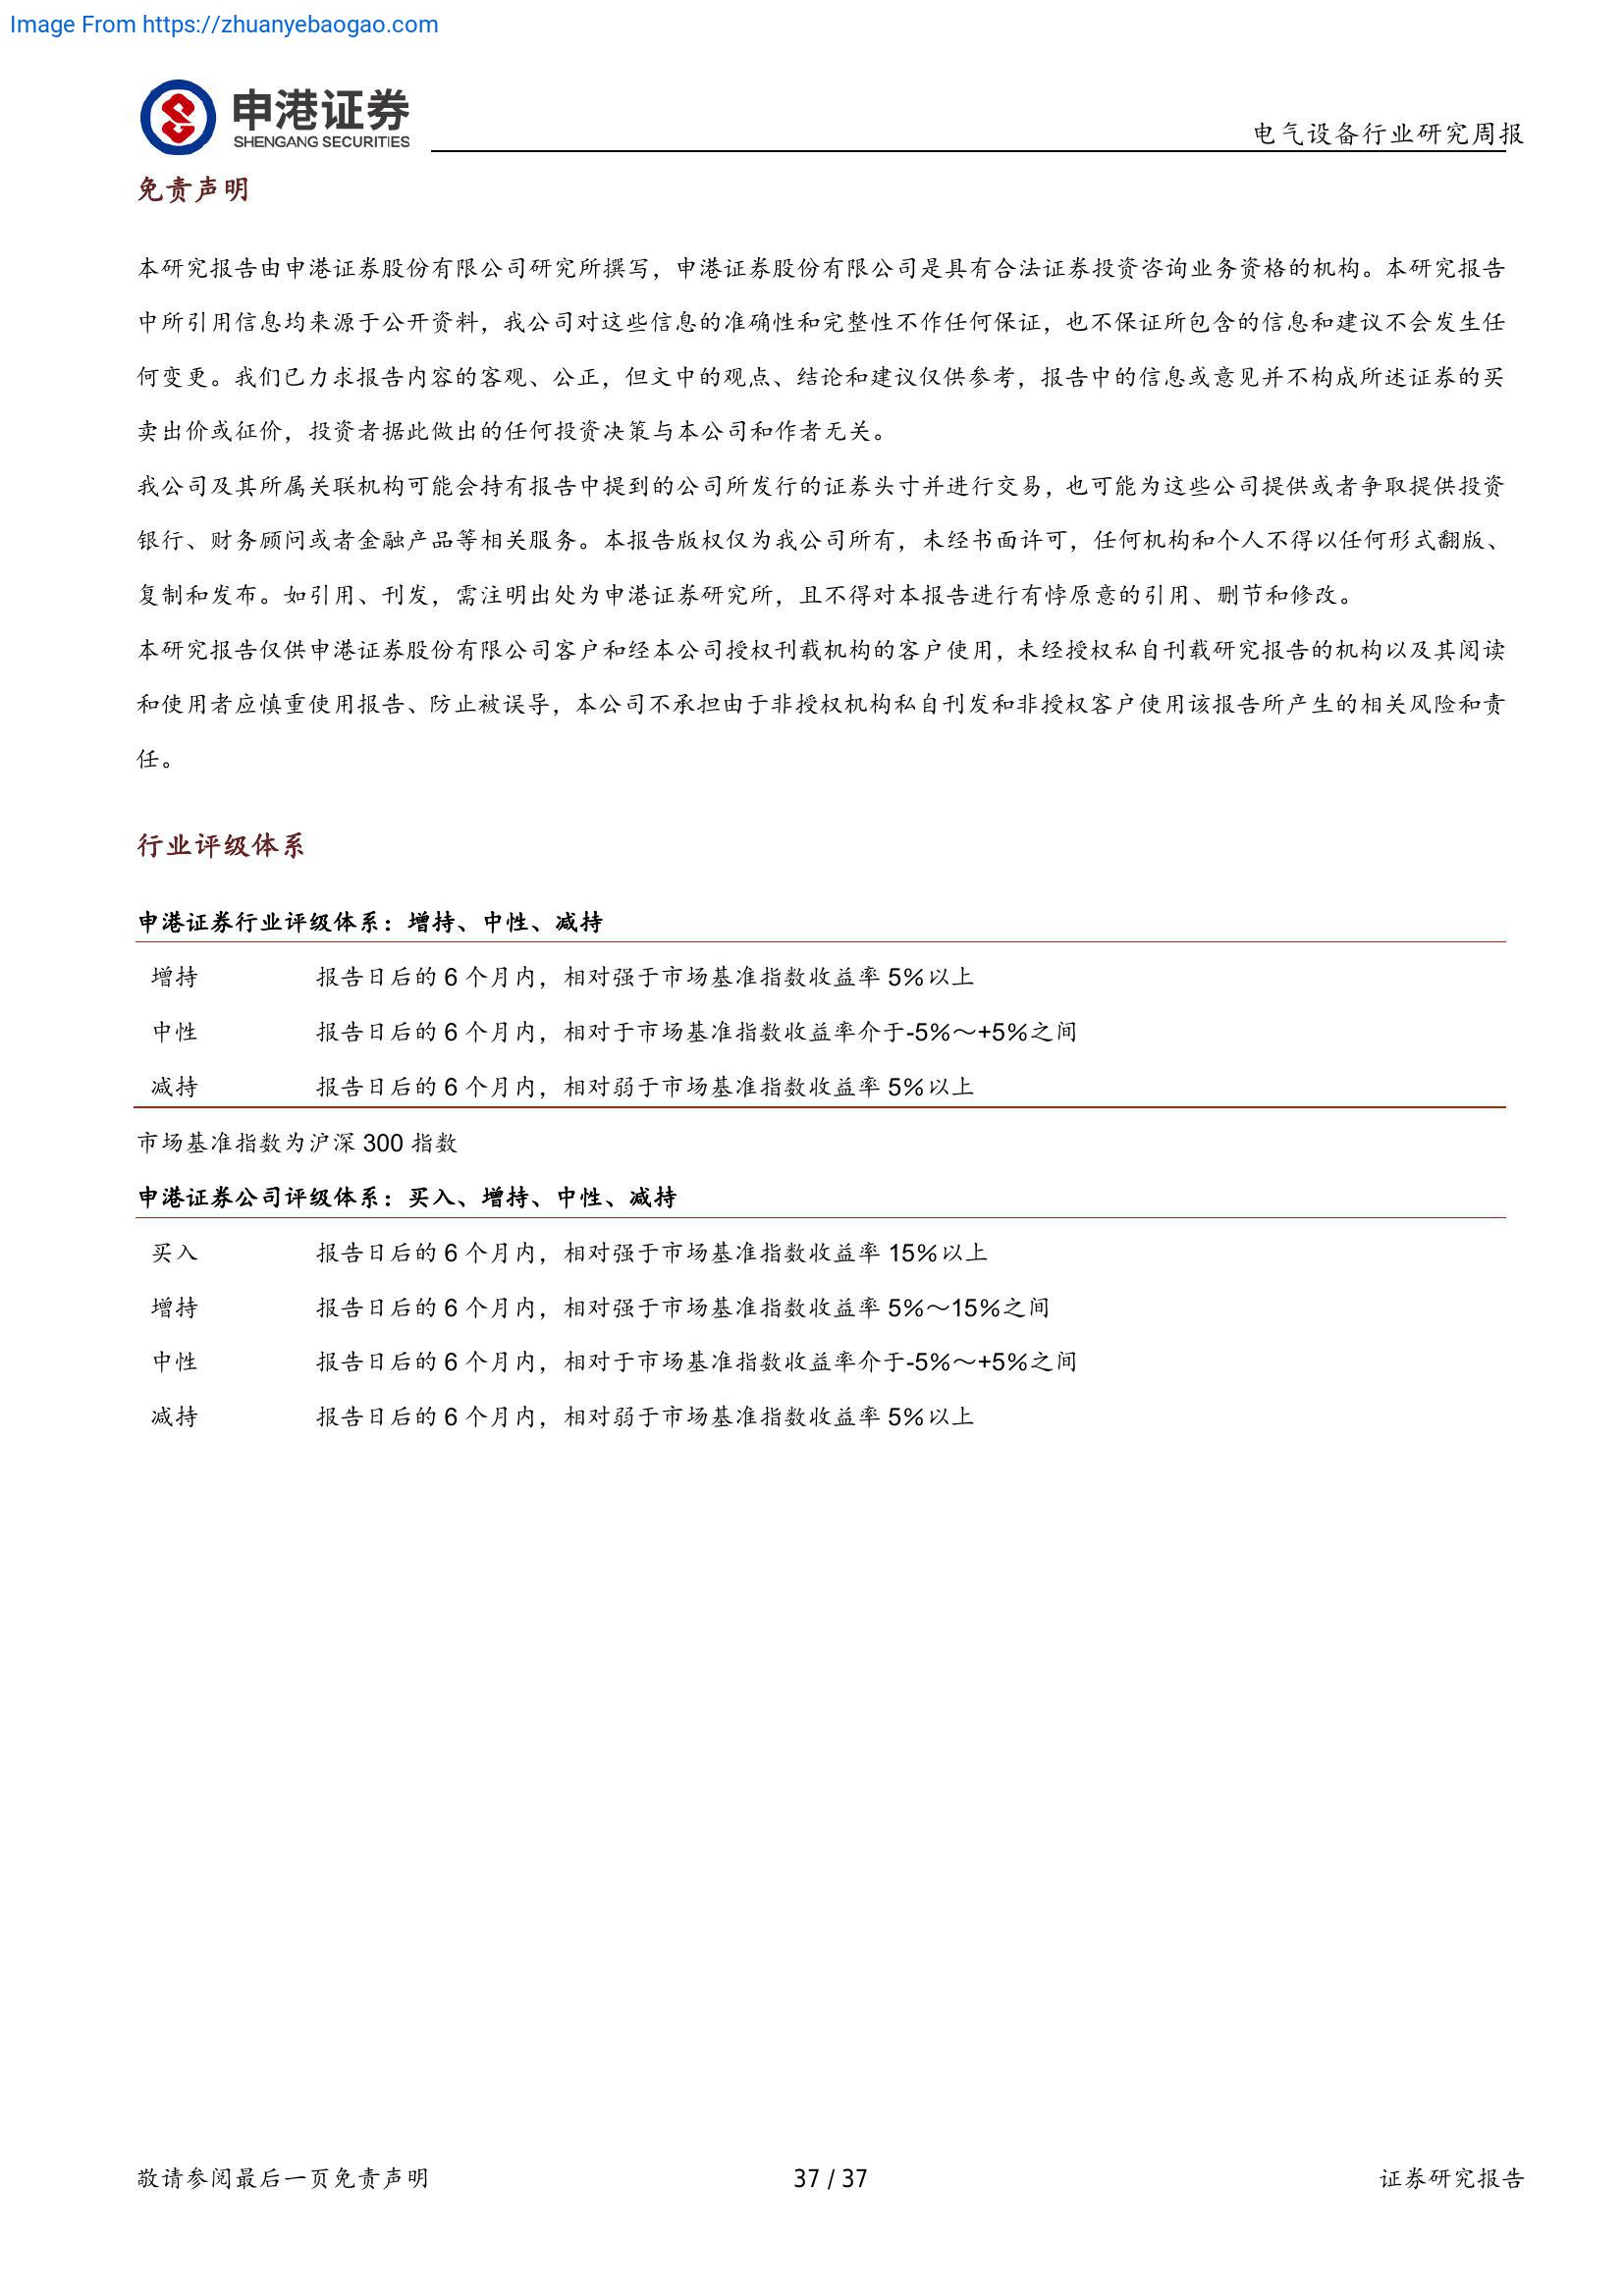 Image From https://zhuanyebaogao.com
申港证券
SHENGANG SECURITIES
电气设备行业研究周报
免责声明
本研究报告由申港证券股份有限公司研究所撰写，申港证券股份有限公司是具有合法证券投资咨询业务资格的机构。本研究报告
中所引用信息均来源于公开资料，我公司对这些信息的准确性和完整性不作任何保证，也不保证所包含的信息和建议不会发生任
何变更。我们已力求报告内容的客观、公正，但文中的观点、结论和建议仅供参考，报告中的信息或意见并不构成所述证券的买
卖出价或征价，投资者据此做出的任何投资决策与本公司和作者无关。
我公司及其所属关联机构可能会持有报告中提到的公司所发行的证券头寸并进行交易，也可能为这些公司提供或者争取提供投资
银行、财务顾问或者金融产品等相关服务。本报告版权仅为我公司所有，未经书面许可，任何机构和个人不得以任何形式翻版、
复制和发布。如引用、刊发，需注明出处为申港证券研究所，且不得对本报告进行有悖原意的引用、删节和修改。
本研究报告仅供申港证券股份有限公司客户和经本公司授权刊载机构的客户使用，未经授权私自刊载研究报告的机构以及其阅读
和使用者应慎重使用报告、防止被误导，本公司不承担由于非授权机构私自刊发和非授权客户使用该报告所产生的相关风险和责
任。
行业评级体系
申港证券行业评级体系：增持、中性、减持
增持 报告日后的 6 个月内，相对强于市场基准指数收益率 5%以上
中性 报告日后的 6 个月内，相对于市场基准指数收益率介于-5%～+5%之间
减持 报告日后的 6 个月内，相对弱于市场基准指数收益率 5%以上
市场基准指数为沪深 300 指数
申港证券公司评级体系：买入、增持、中性、减持
买入 报告日后的 6 个月内，相对强于市场基准指数收益率 15%以上
增持 报告日后的 6 个月内，相对强于市场基准指数收益率 5%～15%之间
中性 报告日后的 6 个月内，相对于市场基准指数收益率介于-5%～+5%之间
减持 报告日后的 6 个月内，相对弱于市场基准指数收益率 5%以上
敬请参阅最后一页免责声明 37 / 37 证券研究报告